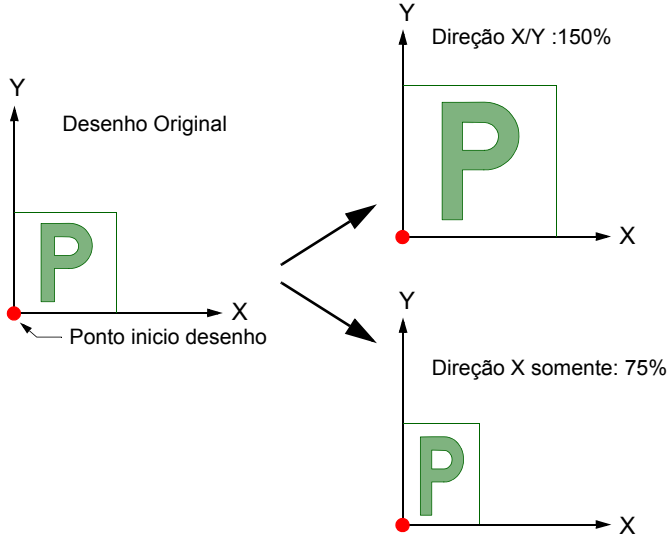 Y
Desenho Original
P
X
Ponto inicio desenho
Y
Direção X/Y :150%
P
X
Y
Direção X somente: 75%
P
X